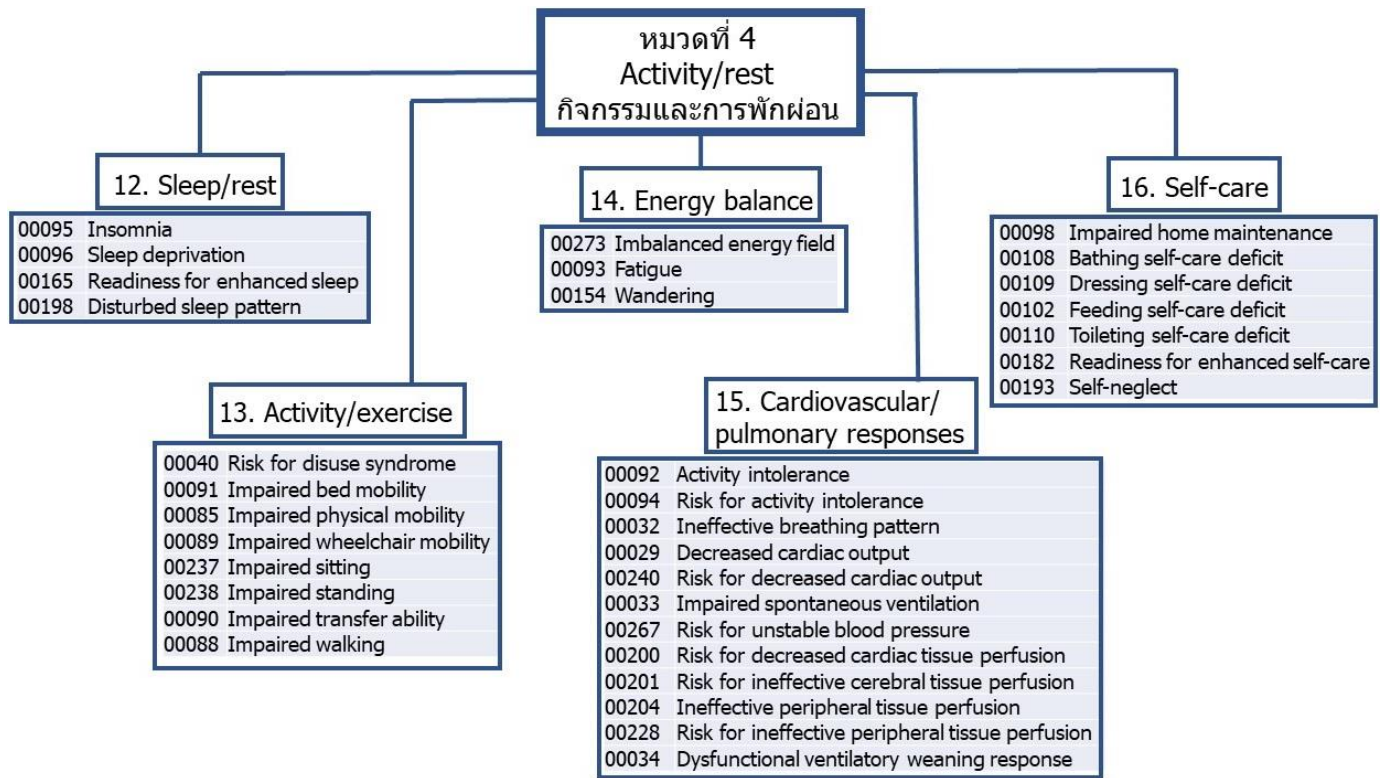 หมวดที่ 4
Activity/rest
กิจกรรมและการพักผ่อน
12. Sleep/rest
00095 Insomnia
00096 Sleep deprivation
00165 Readiness for enhanced sleep
00198 Disturbed sleep pattern
13. Activity/exercise
00040 Risk for disuse syndrome
00091 Impaired bed mobility
00085 Impaired physical mobility
00089 Impaired wheelchair mobility
00237 Impaired sitting
00238 Impaired standing
00090 Impaired transfer ability
00088 Impaired walking
14. Energy balance
00273 Imbalanced energy field
00093 Fatigue
00154 Wandering
15. Cardiovascular/
pulmonary responses
00092 Activity intolerance
00094 Risk for activity intolerance
00032 Ineffective breathing pattern
00029 Decreased cardiac output
00240 Risk for decreased cardiac output
00033 Impaired spontaneous ventilation
00267 Risk for unstable blood pressure
00200 Risk for decreased cardiac tissue perfusion
00201 Risk for ineffective cerebral tissue perfusion
00204 Ineffective peripheral tissue perfusion
00228 Risk for ineffective peripheral tissue perfusion
00034 Dysfunctional ventilatory weaning response
16. Self-care
00098 Impaired home maintenance
00108 Bathing self-care deficit
00109 Dressing self-care deficit
00102 Feeding self-care deficit
00110 Toileting self-care deficit
00182 Readiness for enhanced self-care
00193 Self-neglect